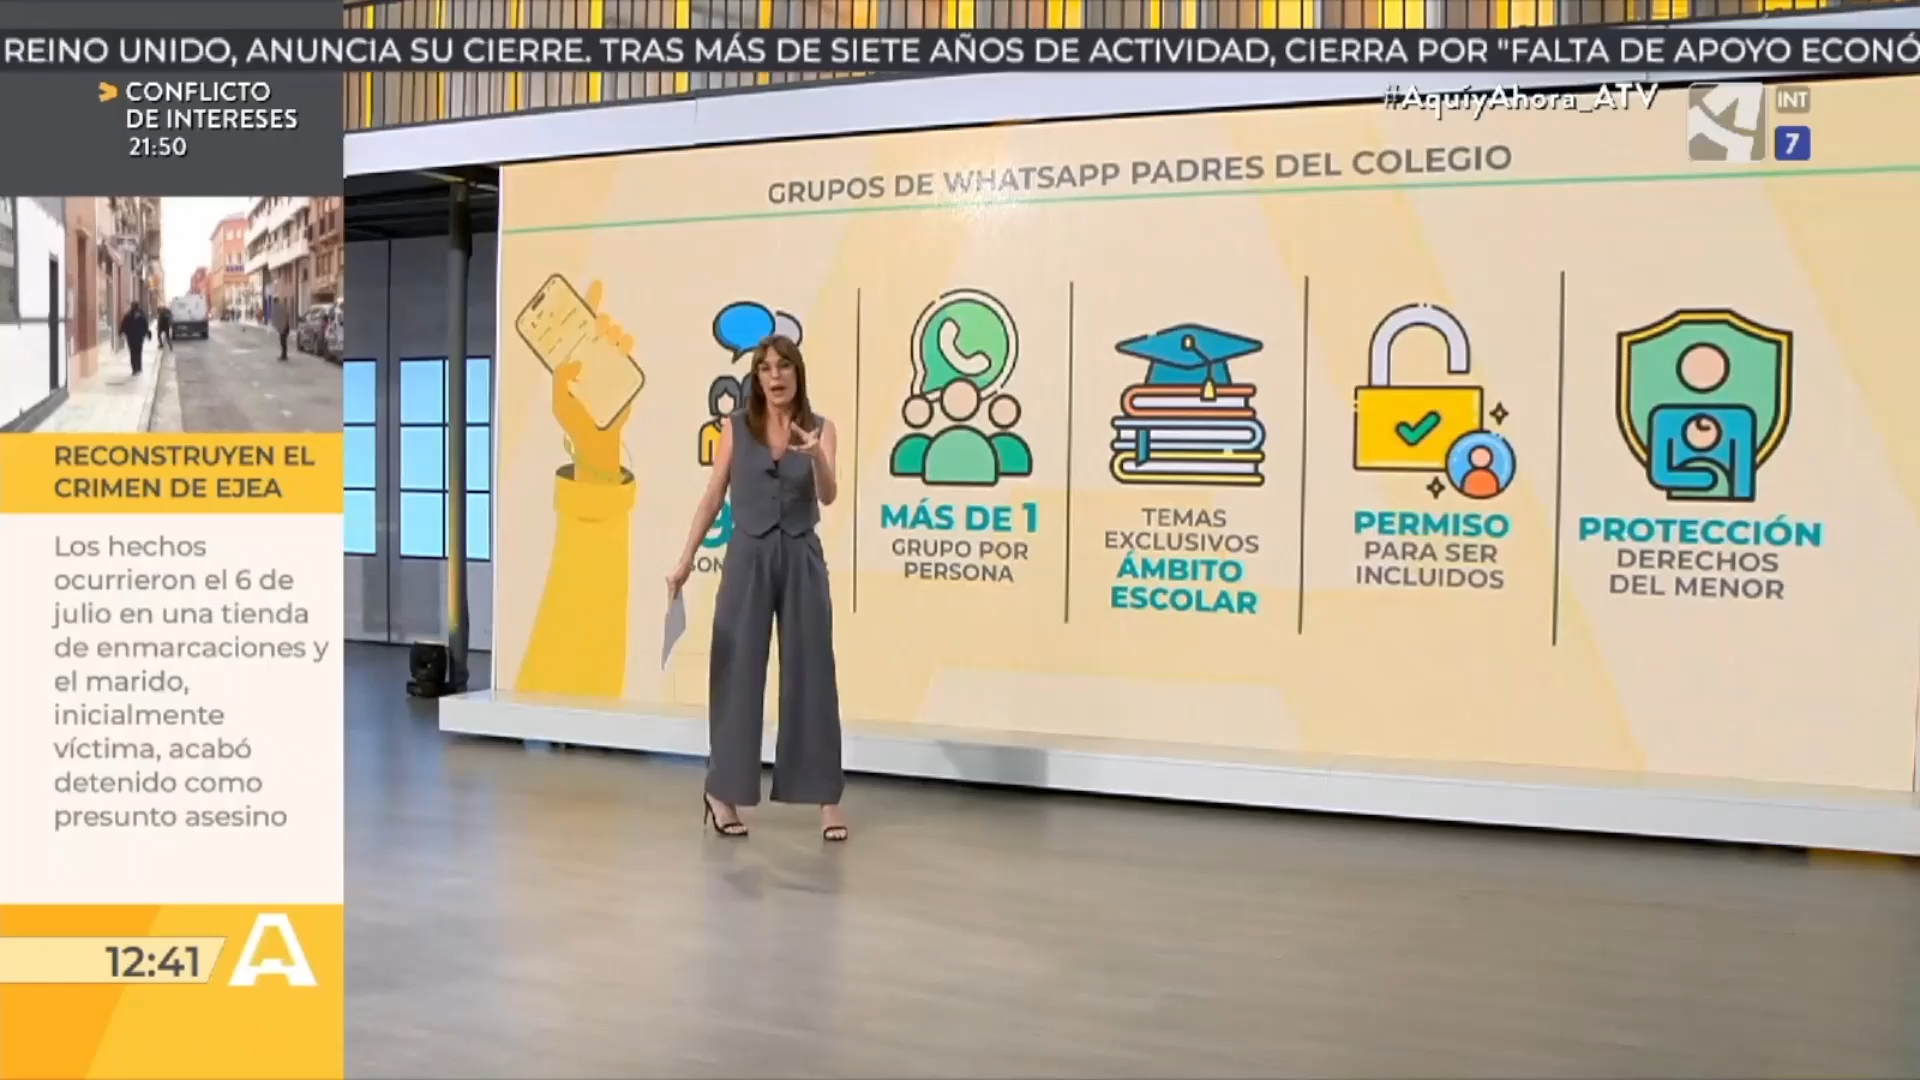 REINO UNIDO, ANUNCIA SU CIERRE. TRAS MÁS DE SIETE AÑOS DE ACTIVIDAD, CIERRA POR "FALTA DE APOYO
CONFLICTO
DE INTERESES
21:50
#AquíyAhora_ATV
INT
7
GRUPOS DE WHATSAPP PADRES DEL COLEGIO
MÁS DE 1
GRUPO POR
PERSONA
TEMAS
EXCLUSIVOS
ÁMBITO
ESCOLAR
PERMISO
PARA SER
INCLUIDOS
PROTECCIÓN
DERECHOS
DEL MENOR
RECONSTRUYEN EL
CRIMEN DE EJEA
Los hechos
ocurrieron el 6 de
julio en una tienda
de enmarcaciones y
el marido,
inicialmente
víctima, acabó
detenido como
presunto asesino
12:41
A